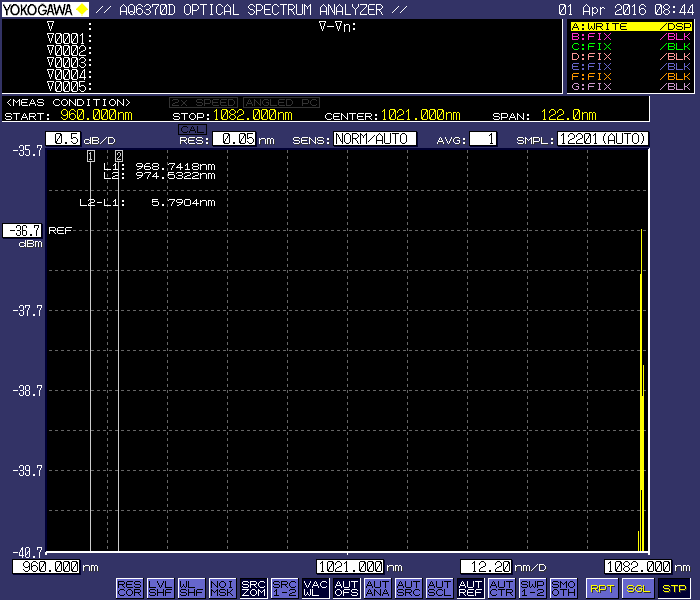 YOKOGAWA // AQ6370D OPTICAL SPECTRUM ANALYZER // 01 Apr 2016 08:44
∇ : ∇-∇n:
∇0001:
∇0002:
∇0003:
∇0004:
∇0005:
A:WRITE /DSP
B:FIX /BLK
C:FIX /BLK
D:FIX /BLK
E:FIX /BLK
F:FIX /BLK
G:FIX /BLK
<MEAS CONDITION> 2x SPEED ANGLED PC
START: 960.000nm STOP:1082.000nm CENTER:1021.000nm SPAN: 122.0nm
CAL
0.5 dB/D RES: 0.05 nm SENS: NORM/AUTO AVG: 1 SMPL: 12201(AUTO)
-35.7
1 2
L1: 968.7418nm
L2: 974.5322nm
L2-L1: 5.7904nm
-36.7 REF
dBm
-37.7
-38.7
-39.7
-40.7
960.000 nm 1021.000 nm 12.20 nm/D 1082.000 nm
RES COR LVL SHF WL SHF NOI MSK SRC ZOM SRC 1-2 VAC WL AUT OFS AUT ANA AUT SRC AUT SCL AUT REF AUT CTR SWP 1-2 SMO OTH RPT SGL STP